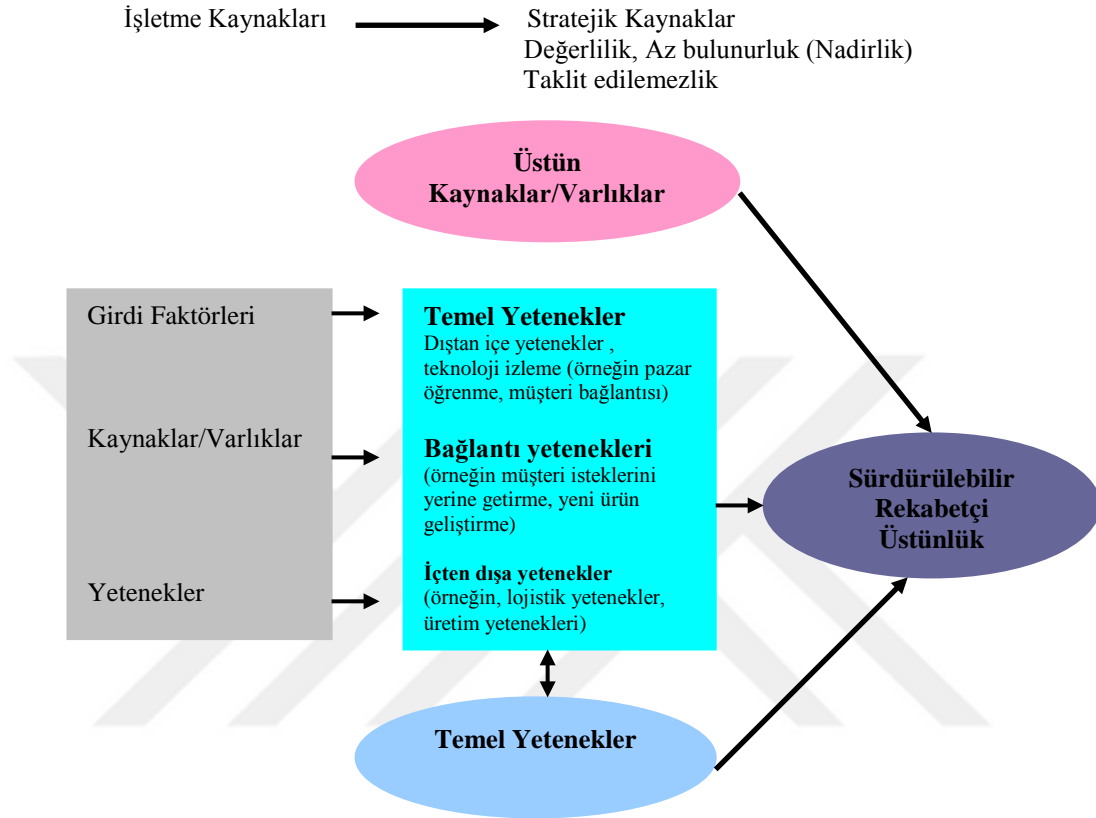 İşletme Kaynakları
Stratejik Kaynaklar
Değerlilik, Az bulunurluk (Nadirlik)
Taklit edilemezlik
Üstün
Kaynaklar/Varlıklar
Girdi Faktörleri
Kaynaklar/Varlıklar
Yetenekler
Temel Yetenekler
Dıştan içe yetenekler ,
teknoloji izleme (örneğin pazar
öğrenme, müşteri bağlantısı)
Bağlantı yetenekleri
(örneğin müşteri isteklerini
yerine getirme, yeni ürün
geliştirme)
İçten dışa yetenekler
(örneğin, lojistik yetenekler,
üretim yetenekleri)
Sürdürülebilir
Rekabetçi
Üstünlük
Temel Yetenekler